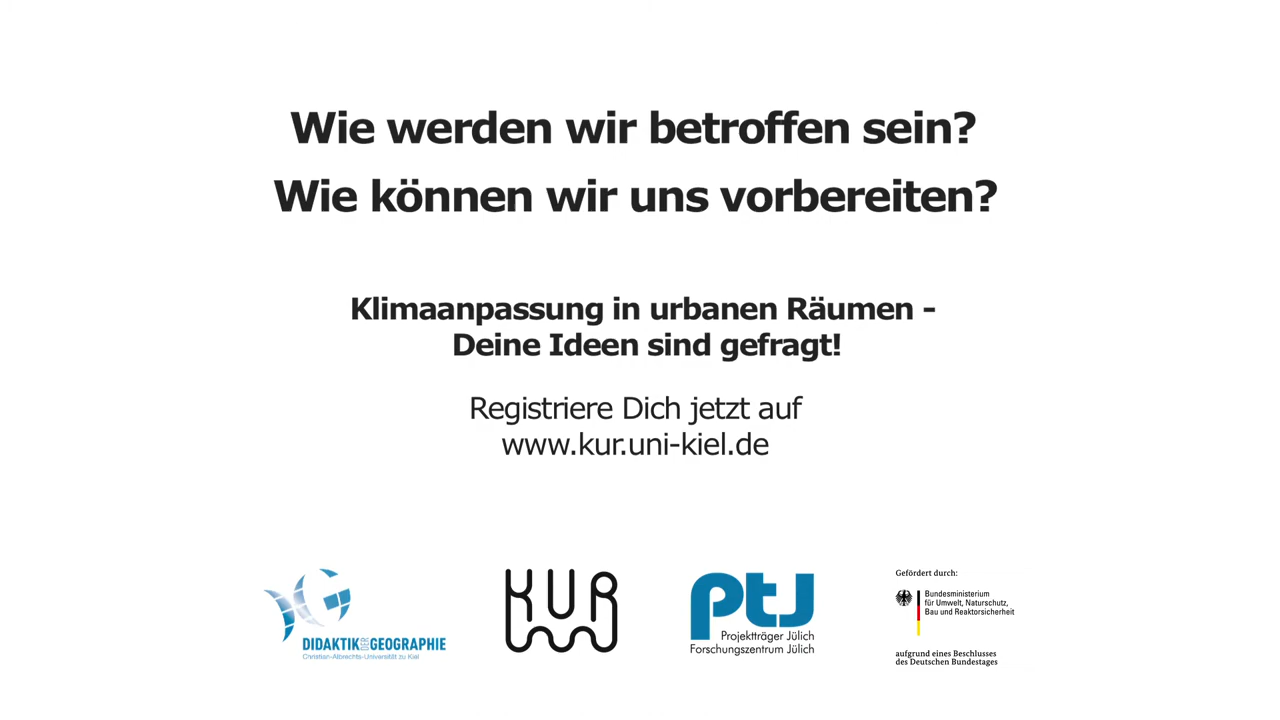 Wie werden wir betroffen sein?
Wie können wir uns vorbereiten?
Klimaanpassung in urbanen Räumen -
Deine Ideen sind gefragt!
Registriere Dich jetzt auf
www.kur.uni-kiel.de
DIDAKTIK DER GEOGRAPHIE
Christian-Albrechts-Universität zu Kiel
KUR
ptJ
Projektträger Jülich
Forschungszentrum Jülich
Gefördert durch:
Bundesministerium
für Umwelt, Naturschutz,
Bau und Reaktorsicherheit
aufgrund eines Beschlusses
des Deutschen Bundestages